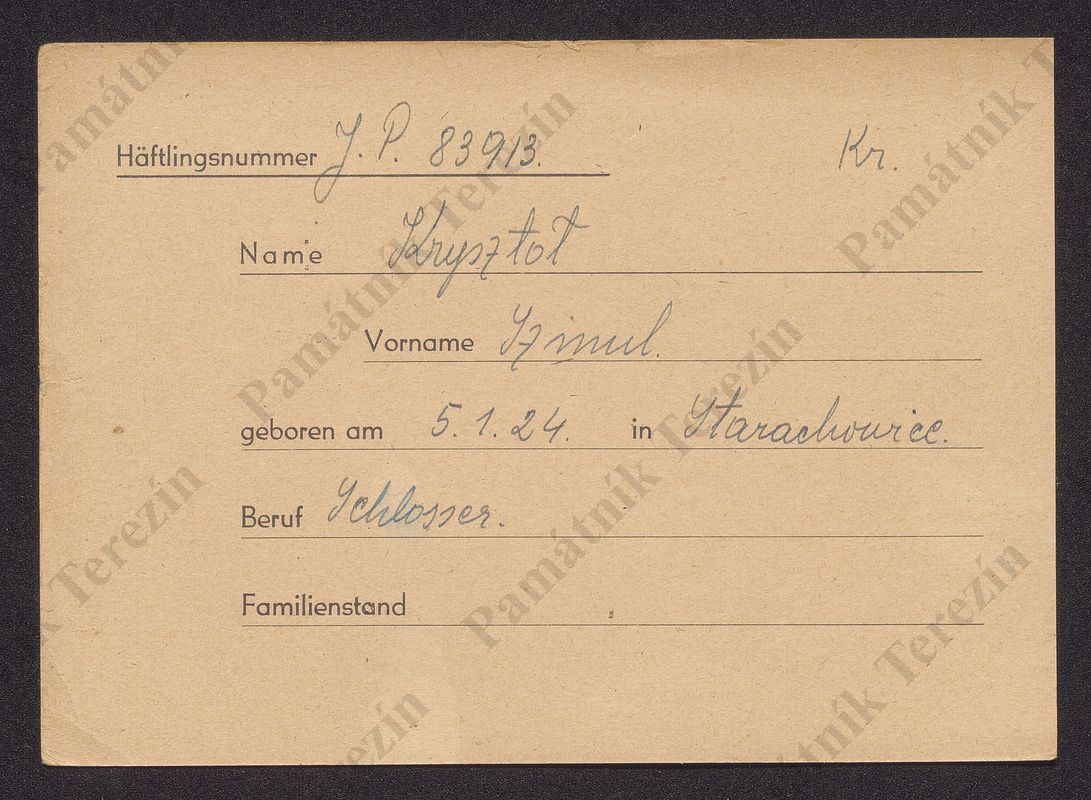 Häftlingsnummer J. P. 83913. Kr.
Name Krysztot
Vorname Szmul.
geboren am 5. 1. 24. in Starachowice.
Beruf Schlosser.
Familienstand
Památník Terezín